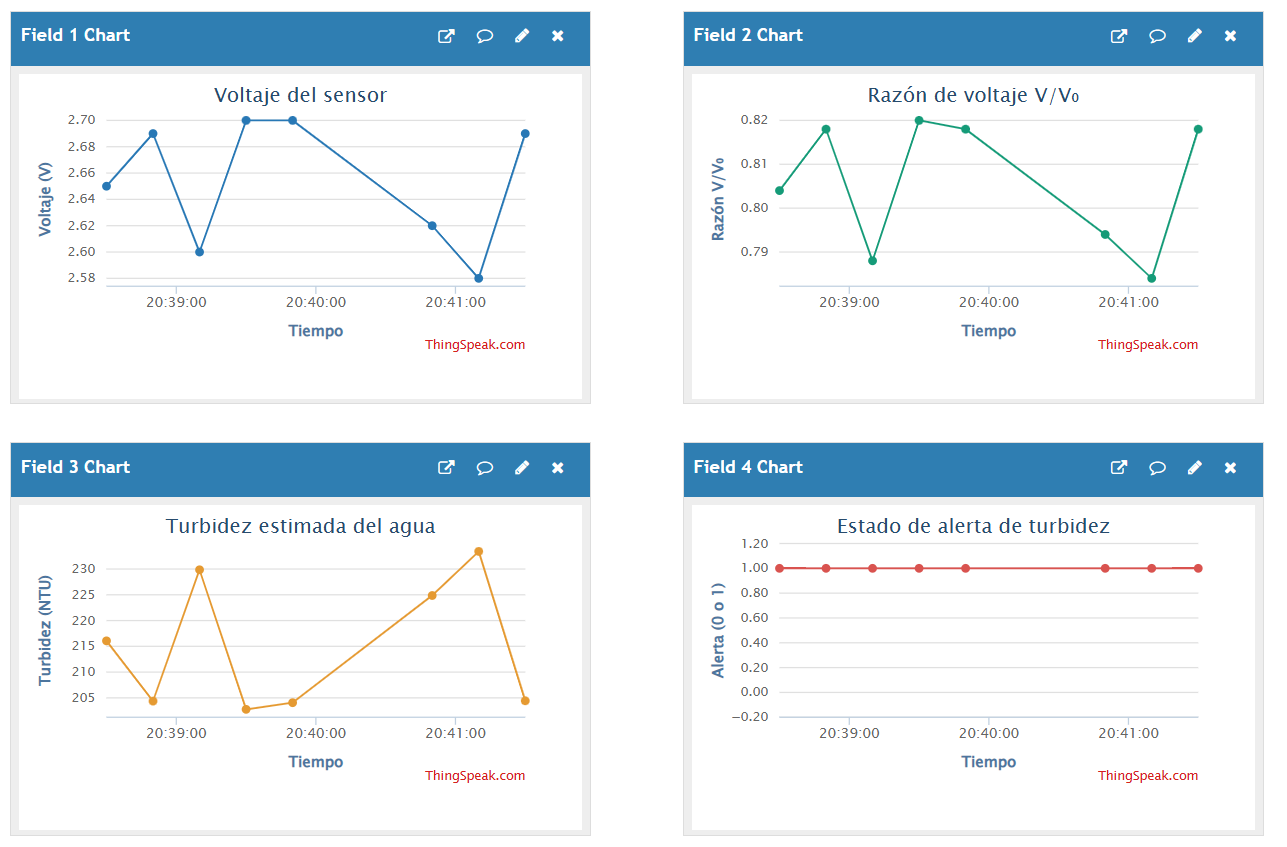 Field 1 Chart
Voltaje del sensor
Voltaje (V)
2.70
2.68
2.66
2.64
2.62
2.60
2.58
20:39:00 20:40:00 20:41:00
Tiempo
ThingSpeak.com
Field 2 Chart
Razón de voltaje V/V₀
Razón V/V₀
0.82
0.81
0.80
0.79
20:39:00 20:40:00 20:41:00
Tiempo
ThingSpeak.com
Field 3 Chart
Turbidez estimada del agua
Turbidez (NTU)
230
225
220
215
210
205
20:39:00 20:40:00 20:41:00
Tiempo
ThingSpeak.com
Field 4 Chart
Estado de alerta de turbidez
Alerta (0 o 1)
1.20
1.00
0.80
0.60
0.40
0.20
0.00
−0.20
20:39:00 20:40:00 20:41:00
Tiempo
ThingSpeak.com